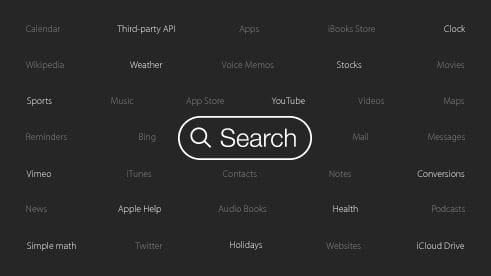 Calendar Third-party API Apps iBooks Store Clock
Wikipedia Weather Voice Memos Stocks Movies
Sports Music App Store YouTube Videos Maps
Reminders Bing Search Mail Messages
Vimeo iTunes Contacts Notes Conversions
News Apple Help Audio Books Health Podcasts
Simple math Twitter Holidays Websites iCloud Drive